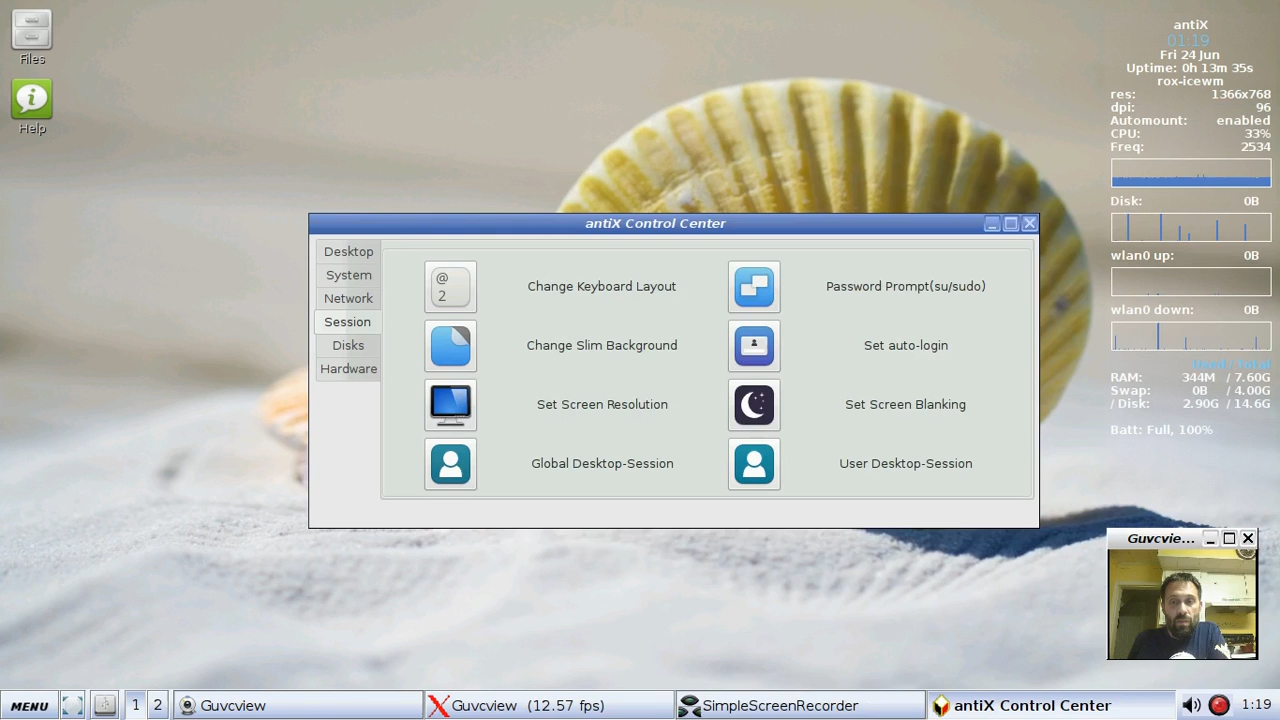 Files
Help
antiX
01 19
Fri 24 Jun
Uptime: 0h 13m 35s
rox-icewm
res: 1366x768
dpi: 96
Automount: enabled
CPU: 33%
Freq: 2534
Disk: 0B
wlan0 up: 0B
wlan0 down: 0B
Used / Total
RAM: 344M / 7.60G
Swap: 0B / 4.00G
/ Disk: 2.90G / 14.6G
Batt: Full, 100%
antiX Control Center
Desktop
System
Network
Session
Disks
Hardware
@
2
Change Keyboard Layout
Password Prompt(su/sudo)
Change Slim Background
Set auto-login
Set Screen Resolution
Set Screen Blanking
Global Desktop-Session
User Desktop-Session
Guvcvie...
MENU
1
2
Guvcview
Guvcview (12.57 fps)
SimpleScreenRecorder
antiX Control Center
1:19